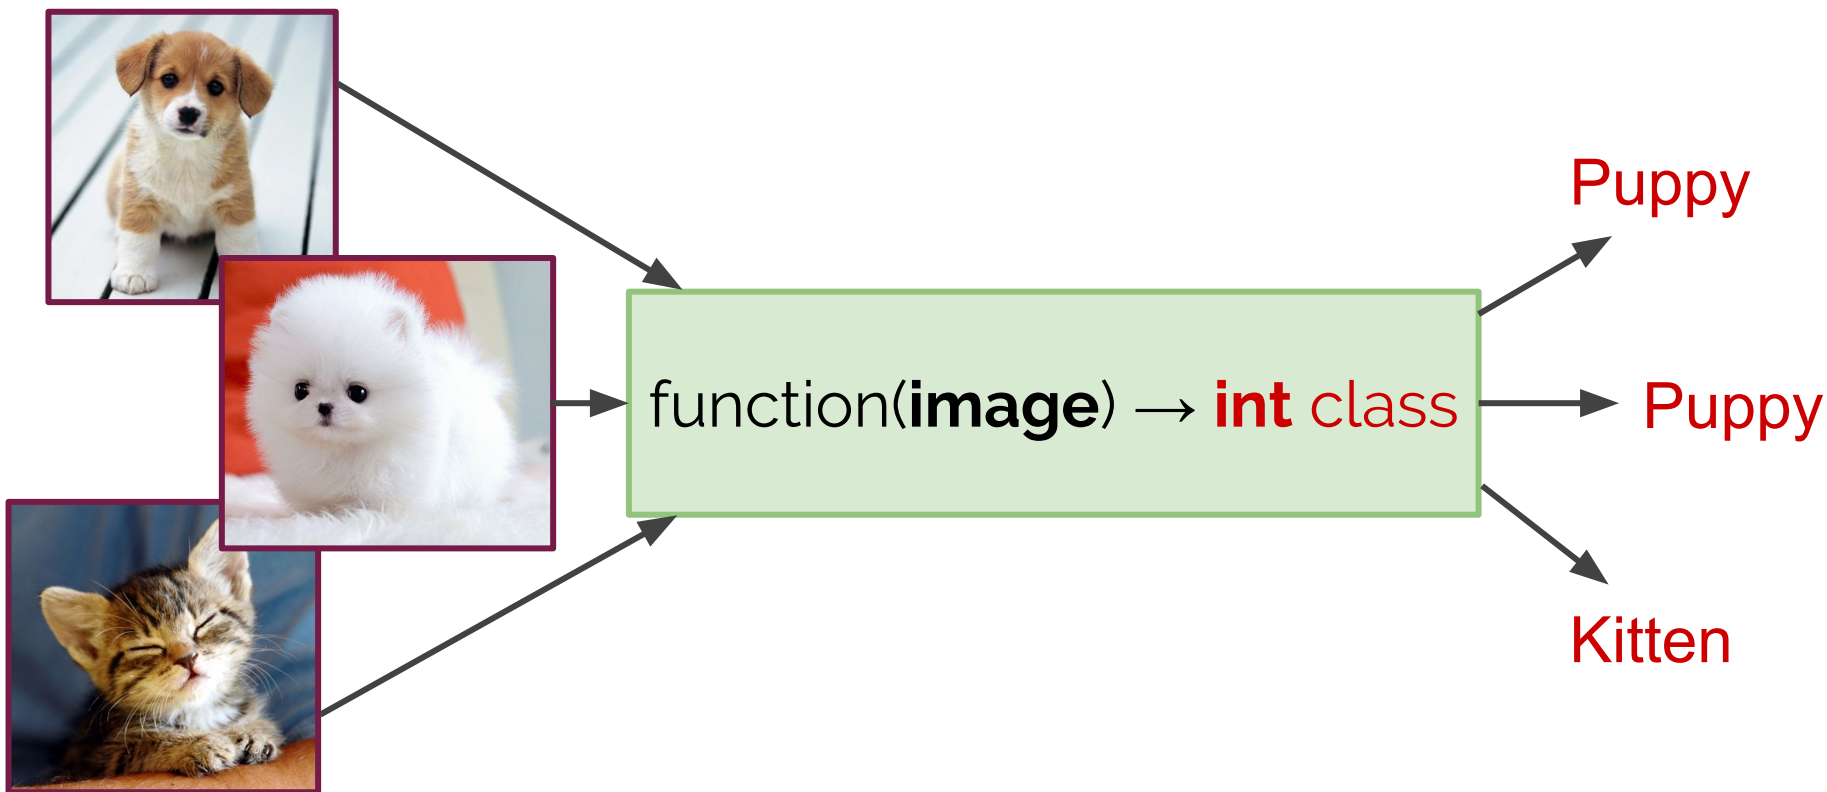 Puppy
function(image) → int class
Puppy
Kitten